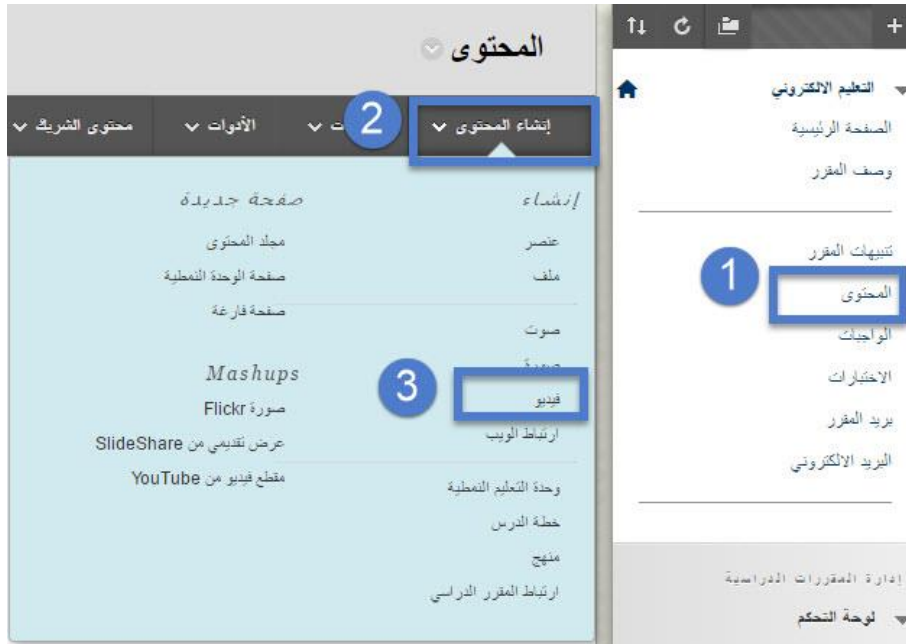 التعليم الالكتروني
الصفحة الرئيسية
وصف المقرر
تنبيهات المقرر
المحتوى
الواجبات
الاختبارات
بريد المقرر
البريد الالكتروني
إدارة المقررات الدراسية
لوحة التحكم
1
المحتوى
إنشاء المحتوى
2
ت
الأدوات
محتوى الشريك
إنشاء
عنصر
ملف
صوت
صورة
فيديو
3
ارتباط الويب
وحدة التعليم النمطية
خطة الدرس
منهج
ارتباط المقرر الدراسي
صفحة جديدة
مجلد المحتوى
صفحة الوحدة النمطية
صفحة فارغة
Mashups
صورة Flickr
عرض تقديمي من SlideShare
مقطع فيديو من YouTube